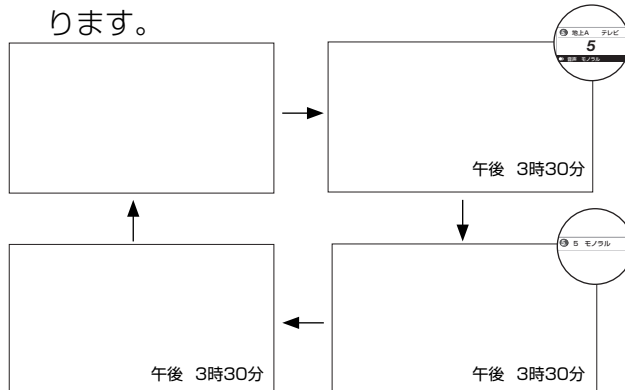 ります。
地上A テレビ
5
音声 モノラル
午後 3時30分
5 モノラル
午後 3時30分
午後 3時30分